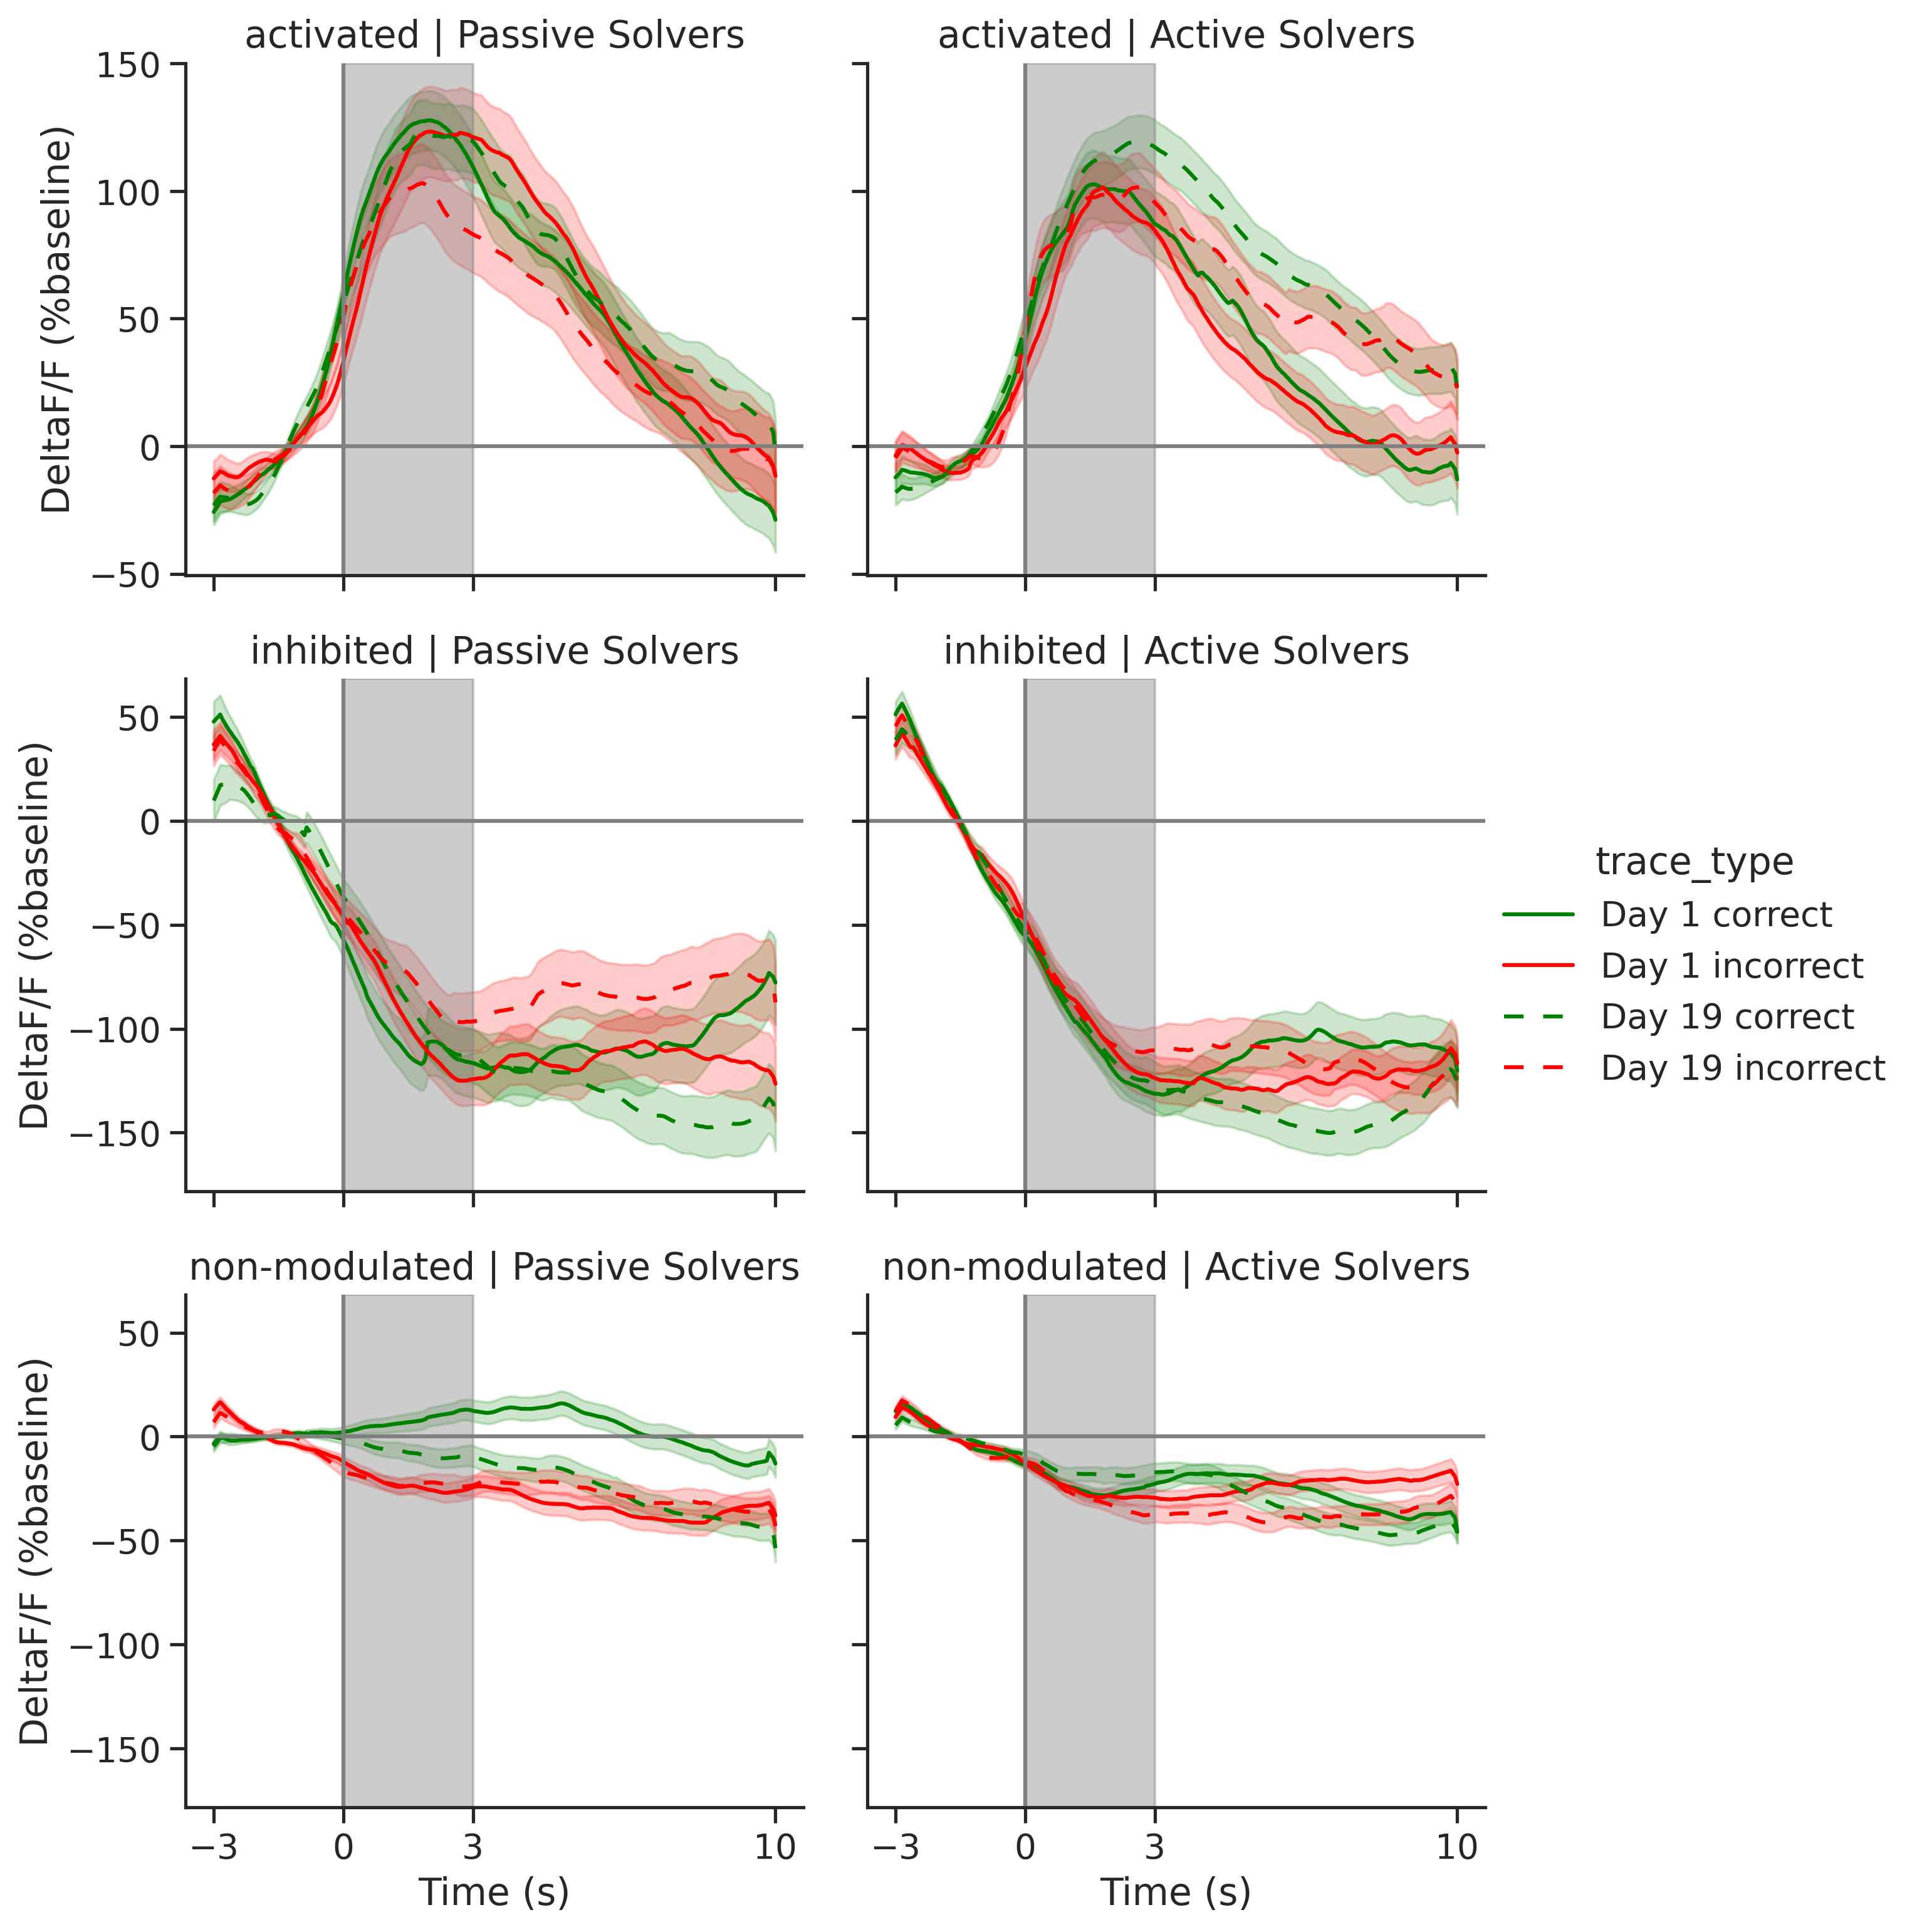 activated | Passive Solvers
activated | Active Solvers
DeltaF/F (%baseline)
150
100
50
0
−50
inhibited | Passive Solvers
inhibited | Active Solvers
DeltaF/F (%baseline)
50
0
−50
−100
−150
trace_type
Day 1 correct
Day 1 incorrect
Day 19 correct
Day 19 incorrect
non-modulated | Passive Solvers
non-modulated | Active Solvers
DeltaF/F (%baseline)
50
0
−50
−100
−150
−3 0 3 10
−3 0 3 10
Time (s)
Time (s)